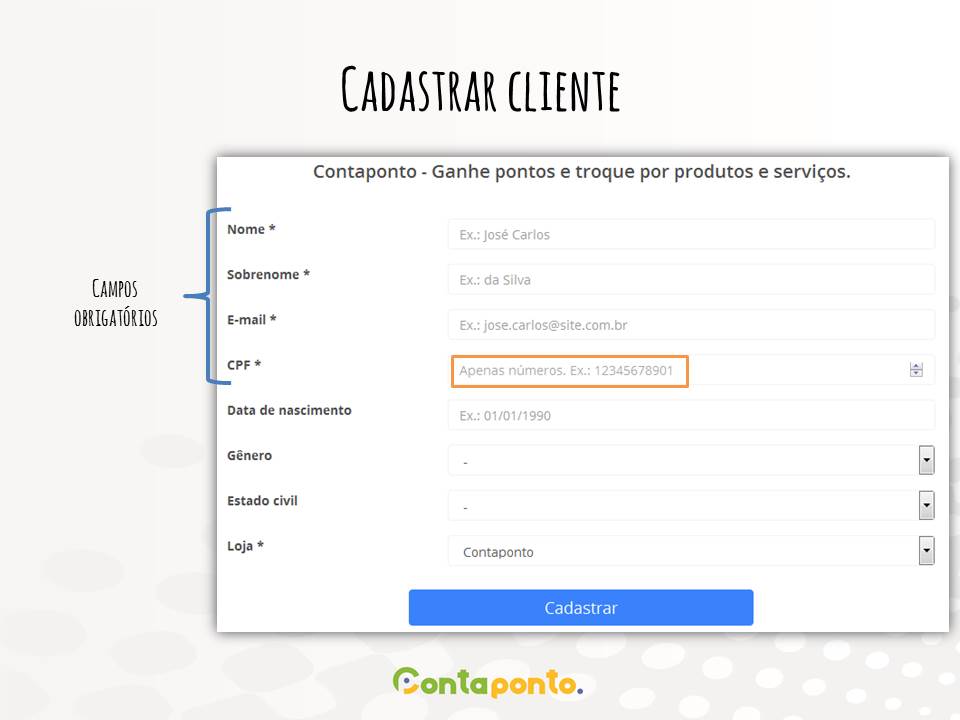 CADASTRAR CLIENTE
Contaponto - Ganhe pontos e troque por produtos e serviços.
CAMPOS
OBRIGATÓRIOS
Nome *
Ex.: José Carlos
Sobrenome *
Ex.: da Silva
E-mail *
Ex.: jose.carlos@site.com.br
CPF *
Apenas números. Ex.: 12345678901
Data de nascimento
Ex.: 01/01/1990
Gênero
-
Estado civil
-
Loja *
Contaponto
Cadastrar
Contaponto.